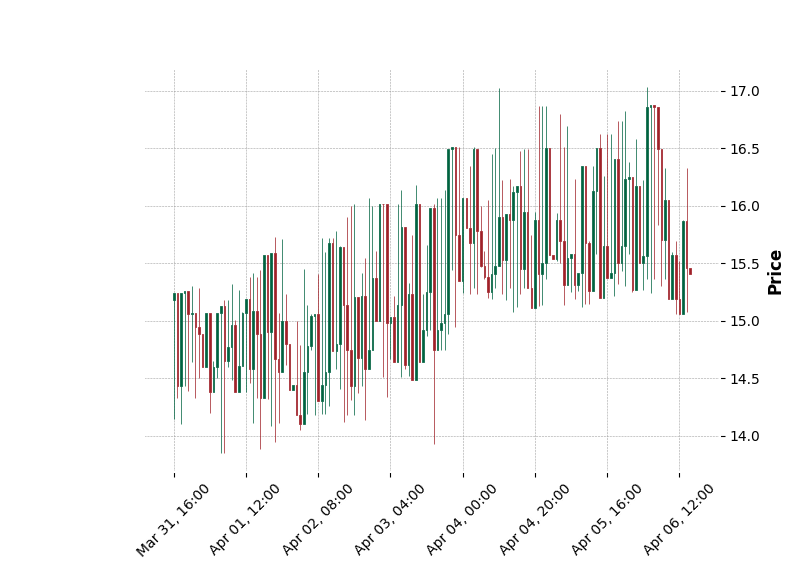 17.0
16.5
16.0
15.5
15.0
14.5
14.0
Price
Mar 31, 16:00
Apr 01, 12:00
Apr 02, 08:00
Apr 03, 04:00
Apr 04, 00:00
Apr 04, 20:00
Apr 05, 16:00
Apr 06, 12:00